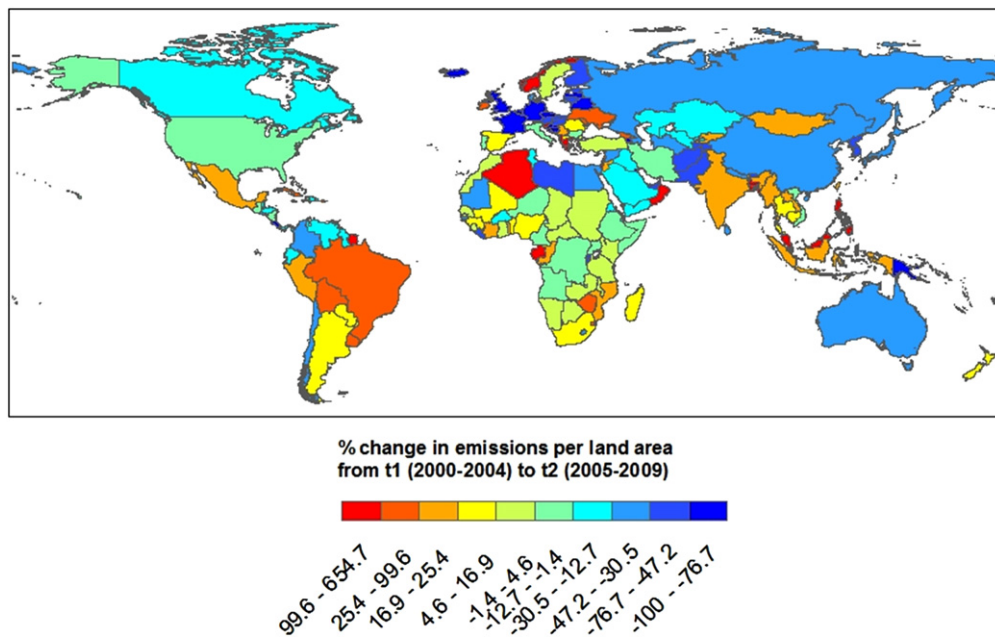 % change in emissions per land area
from t1 (2000-2004) to t2 (2005-2009)
99.6 - 654.7
25.4 - 99.6
16.9 - 25.4
4.6 - 16.9
-1.4 - 4.6
-12.7 - -1.4
-30.5 - -12.7
-47.2 - -30.5
-76.7 - -47.2
-100 - -76.7